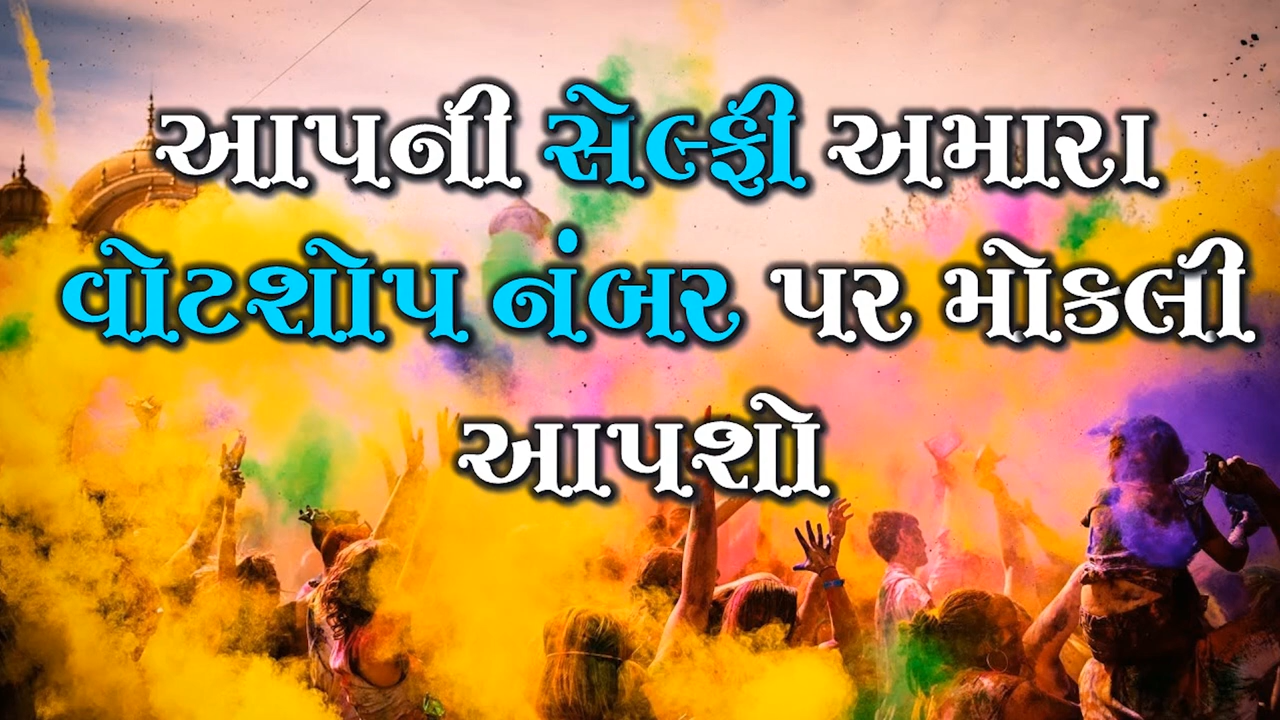 આપની સેલ્ફી અમારા
વોટશોપ નંબર પર મોકલી
આપશો